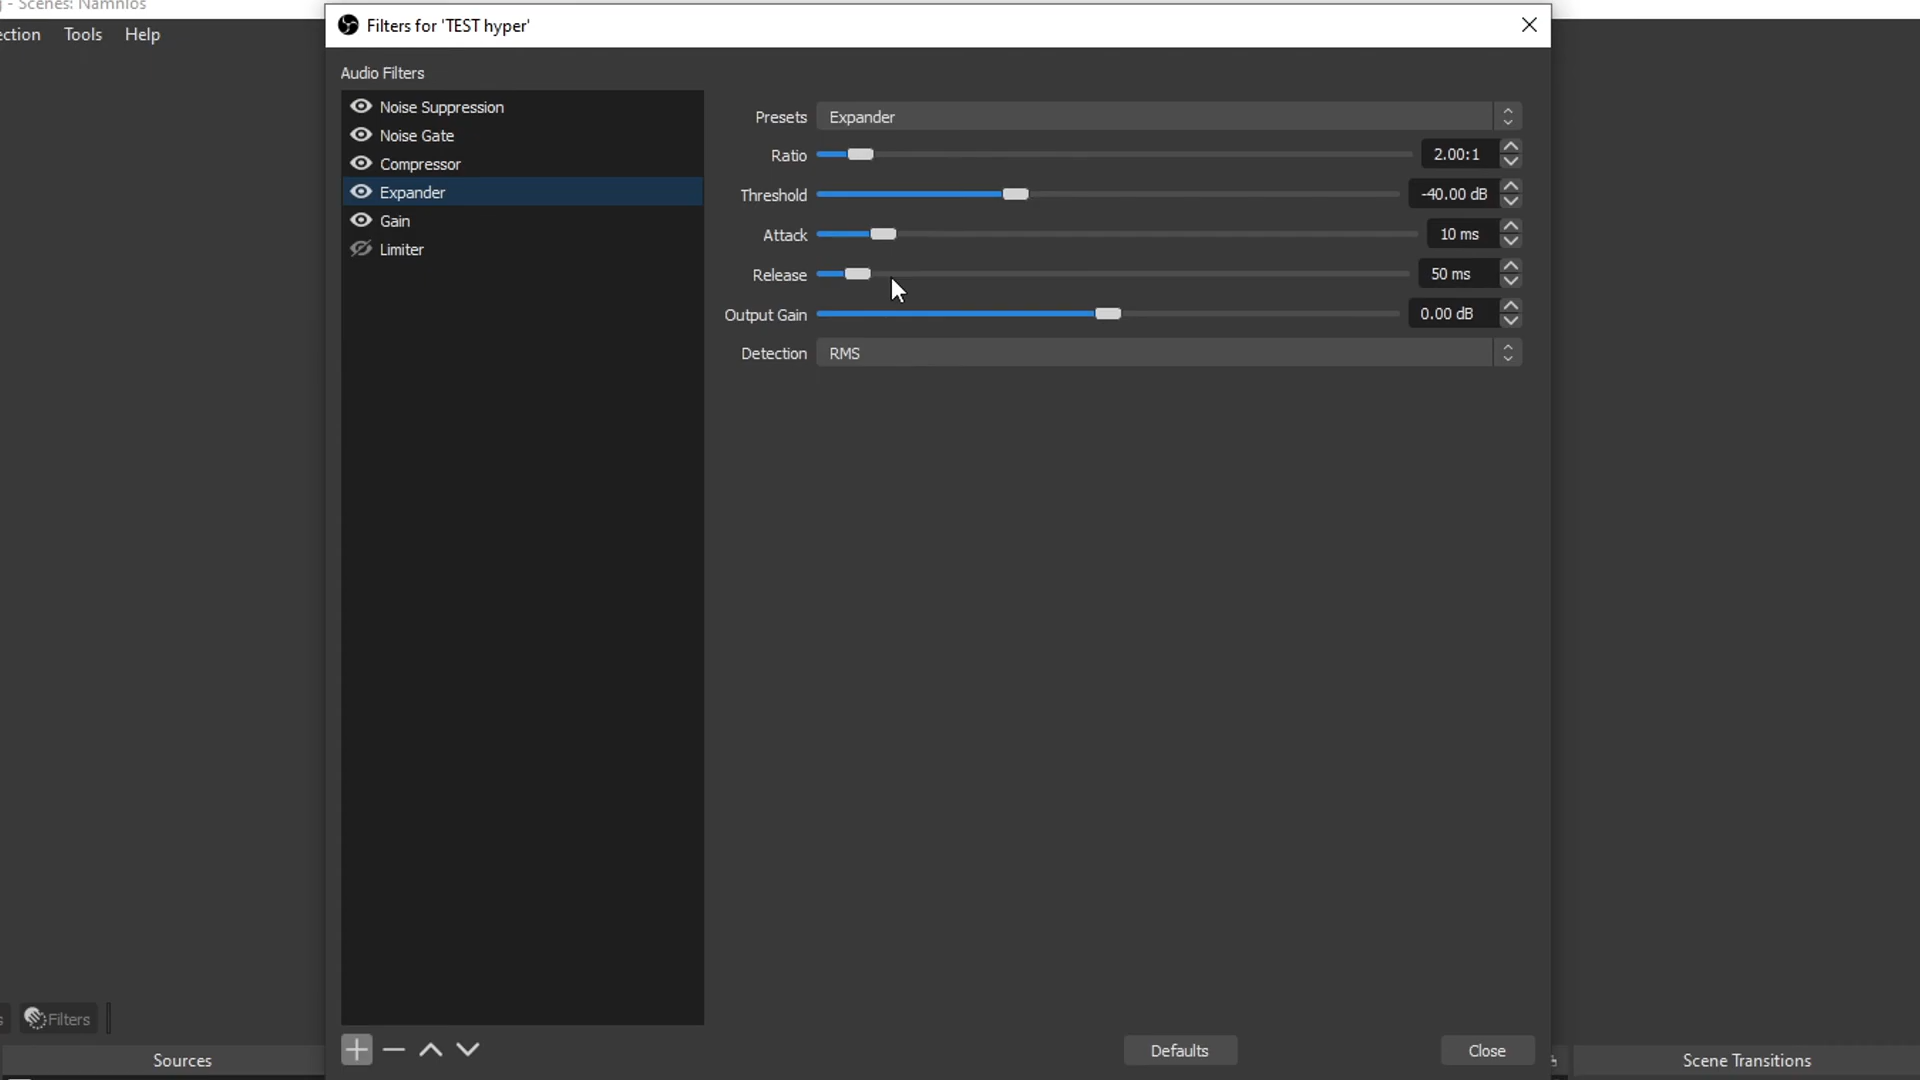 - Scenes: Namnlös
Filters for 'TEST hyper'
ection Tools Help
Audio Filters
Noise Suppression
Noise Gate
Compressor
Expander
Gain
Limiter
Presets Expander
Ratio 2.00:1
Threshold -40.00 dB
Attack 10 ms
Release 50 ms
Output Gain 0.00 dB
Detection RMS
Filters
Defaults
Close
Sources
Scene Transitions